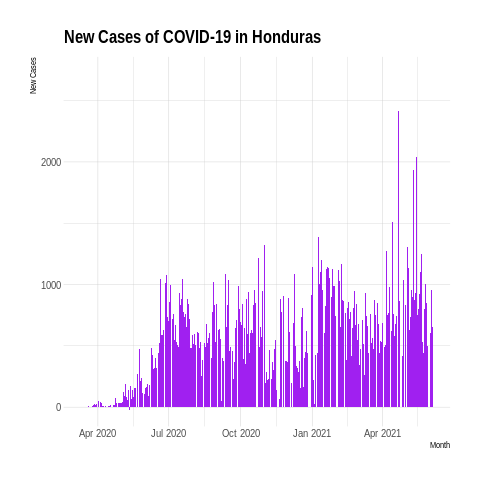 New Cases of COVID-19 in Honduras
New Cases
2000
1000
0
Apr 2020 Jul 2020 Oct 2020 Jan 2021 Apr 2021
Month